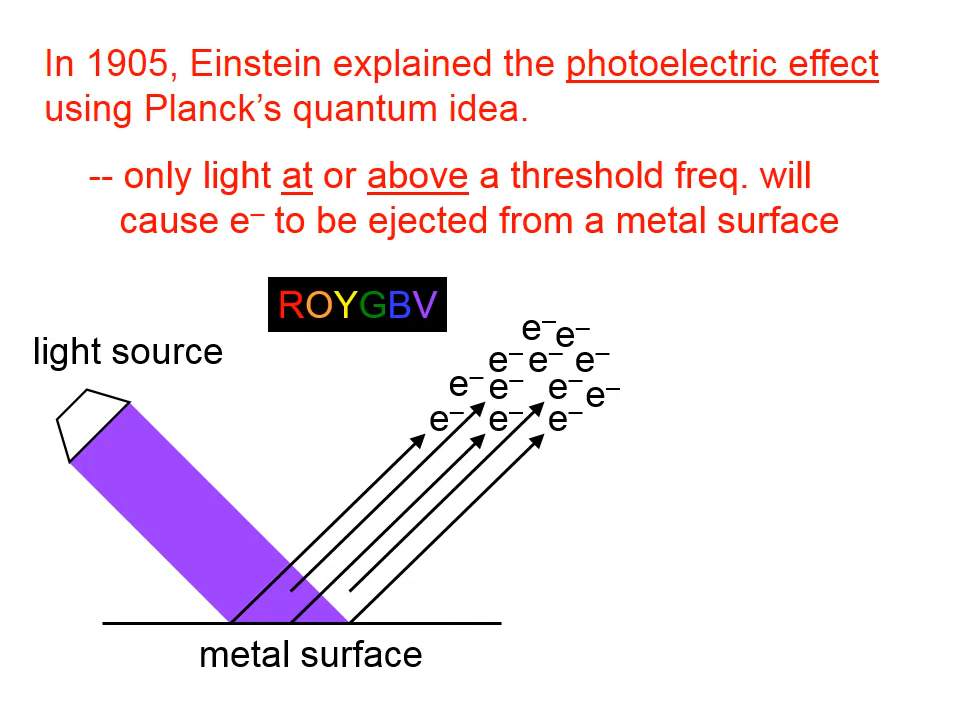 In 1905, Einstein explained the photoelectric effect
using Planck’s quantum idea.
-- only light at or above a threshold freq. will
cause e– to be ejected from a metal surface
ROYGBV
light source
e– e–
e– e– e–
e– e– e– e–
e– e– e–
metal surface